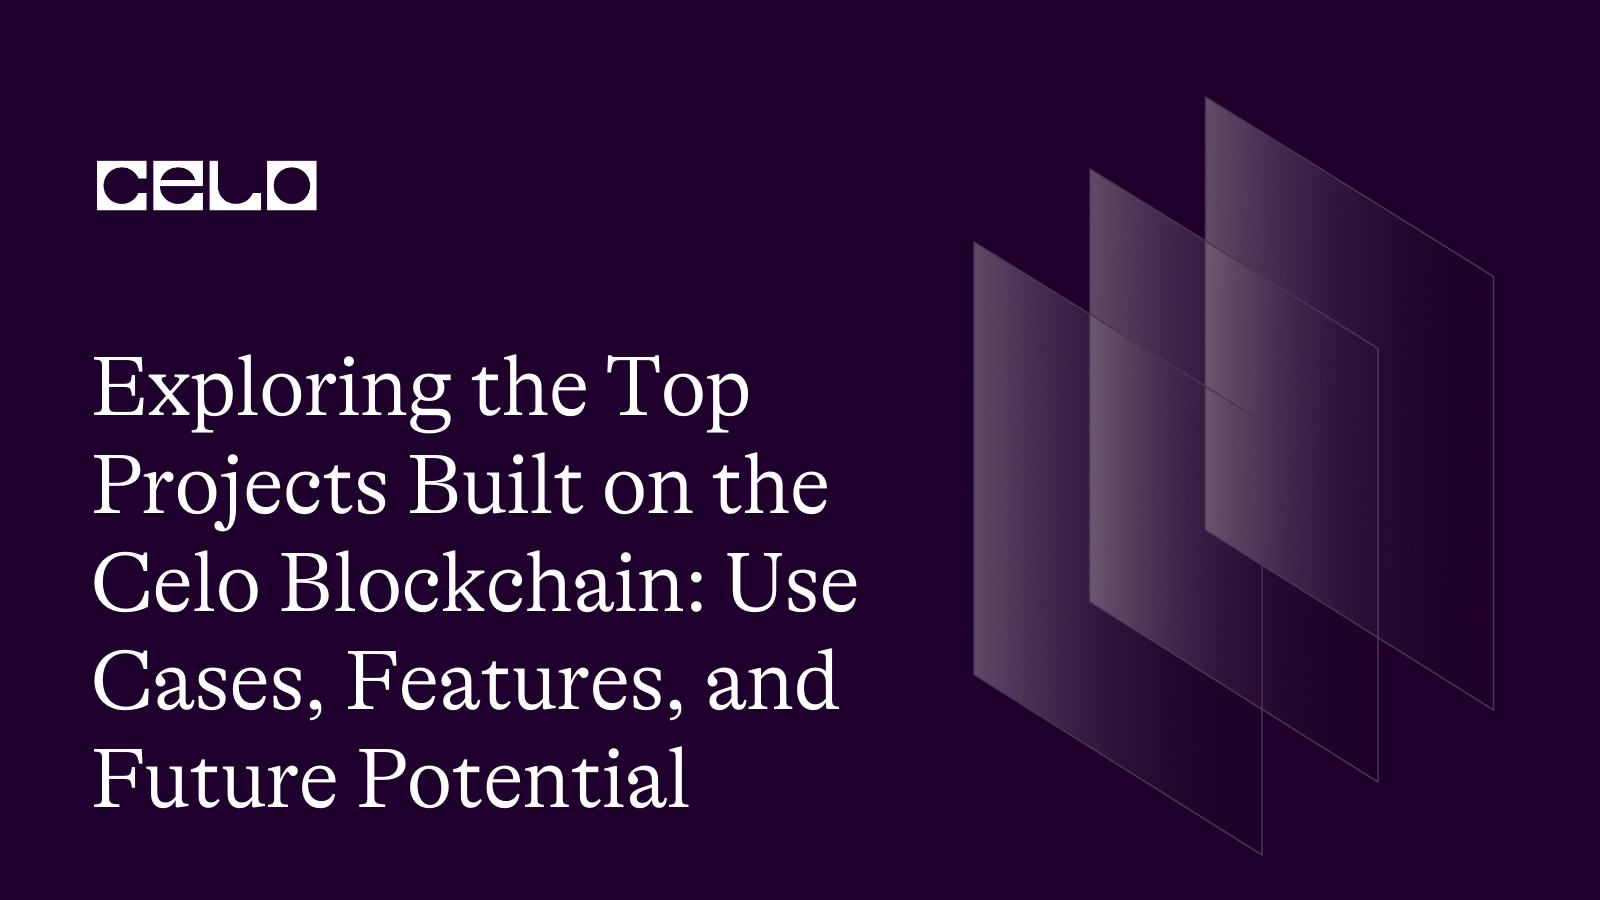 CELO
Exploring the Top
Projects Built on the
Celo Blockchain: Use
Cases, Features, and
Future Potential